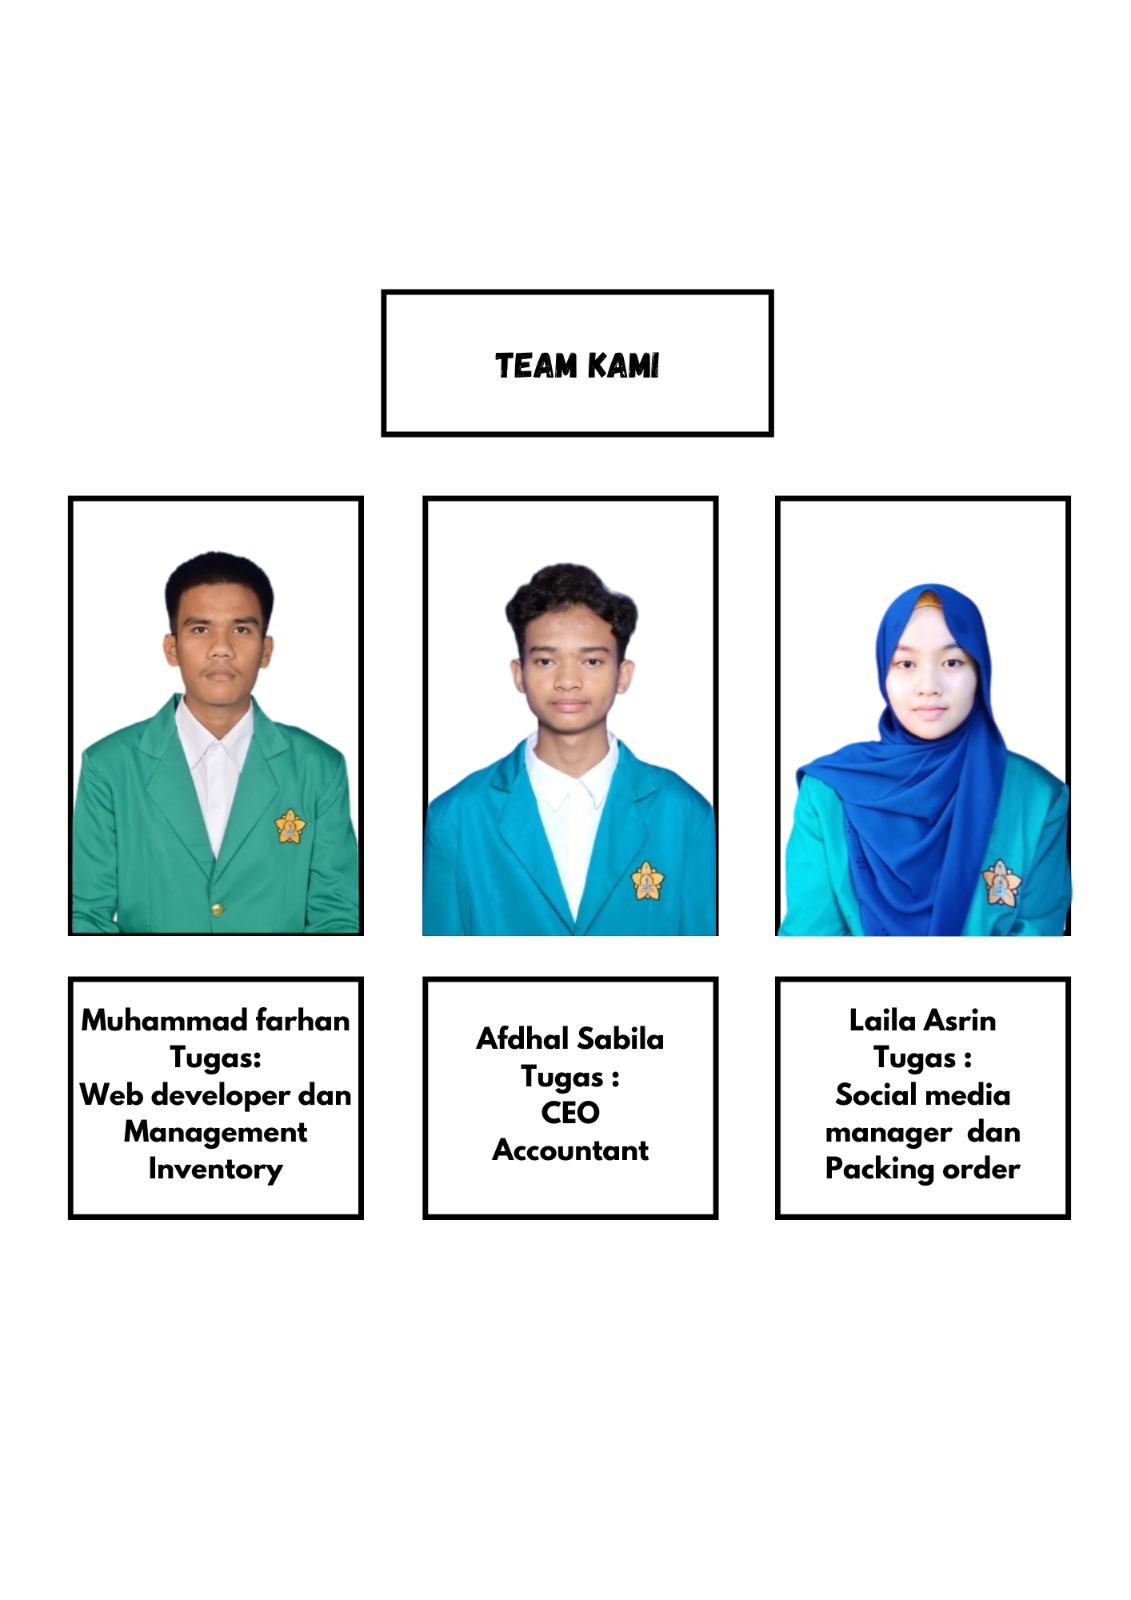 TEAM KAMI
Muhammad farhan
Tugas:
Web developer dan
Management
Inventory
Afdhal Sabila
Tugas :
CEO
Accountant
Laila Asrin
Tugas :
Social media
manager dan
Packing order